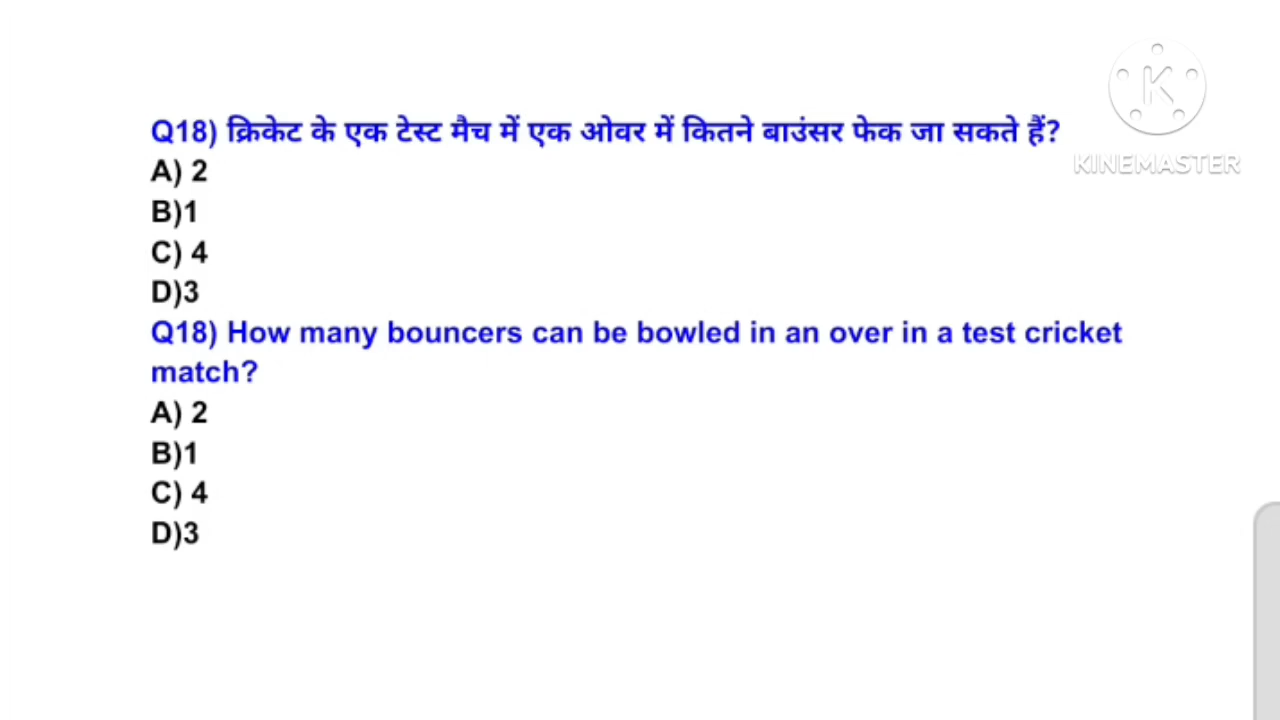 Q18) क्रिकेट के एक टेस्ट मैच में एक ओवर में कितने बाउंसर फेक जा सकते हैं?
A) 2
B)1
C) 4
D)3
Q18) How many bouncers can be bowled in an over in a test cricket
match?
A) 2
B)1
C) 4
D)3
K
KINEMASTER